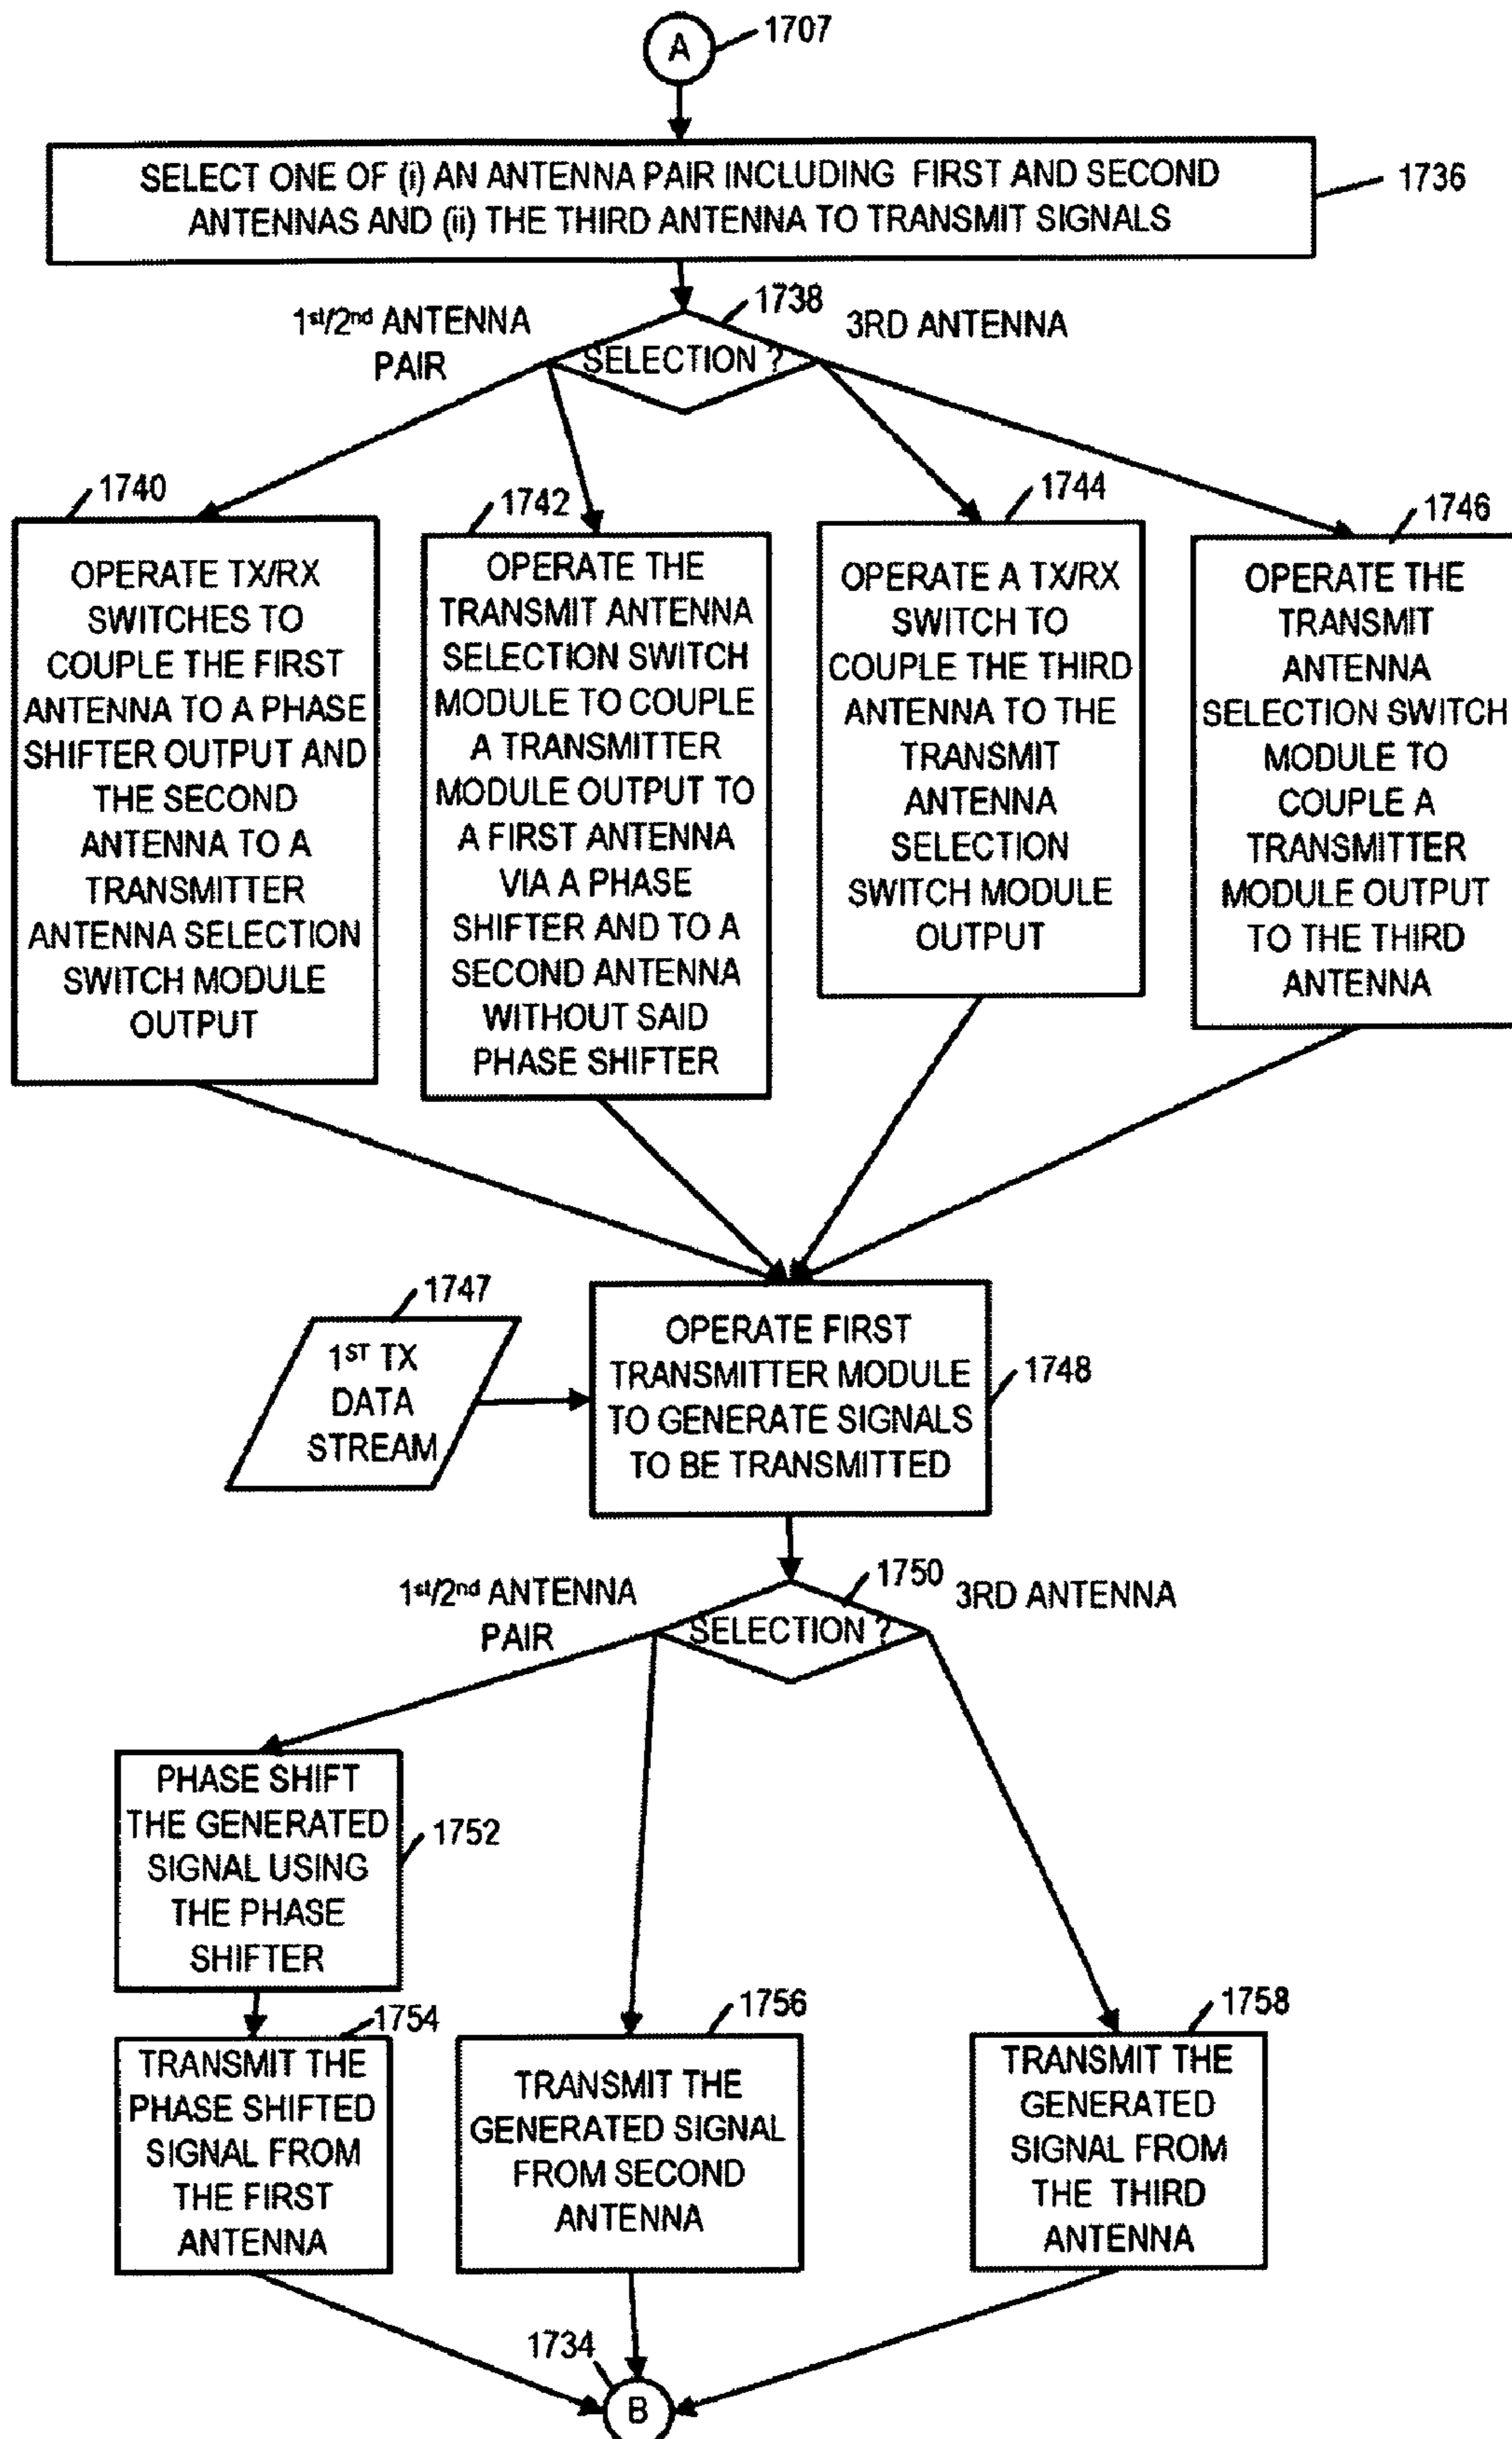 A
1707
SELECT ONE OF (i) AN ANTENNA PAIR INCLUDING FIRST AND SECOND
ANTENNAS AND (ii) THE THIRD ANTENNA TO TRANSMIT SIGNALS
1736
1st/2nd ANTENNA
PAIR
1738
3RD ANTENNA
SELECTION ?
1740
OPERATE TX/RX
SWITCHES TO
COUPLE THE FIRST
ANTENNA TO A PHASE
SHIFTER OUTPUT AND
THE SECOND
ANTENNA TO A
TRANSMITTER
ANTENNA SELECTION
SWITCH MODULE
OUTPUT
1742
OPERATE THE
TRANSMIT ANTENNA
SELECTION SWITCH
MODULE TO COUPLE
A TRANSMITTER
MODULE OUTPUT TO
A FIRST ANTENNA
VIA A PHASE
SHIFTER AND TO A
SECOND ANTENNA
WITHOUT SAID
PHASE SHIFTER
1744
OPERATE A TX/RX
SWITCH TO
COUPLE THE THIRD
ANTENNA TO THE
TRANSMIT
ANTENNA
SELECTION
SWITCH MODULE
OUTPUT
1746
OPERATE THE
TRANSMIT
ANTENNA
SELECTION SWITCH
MODULE TO
COUPLE A
TRANSMITTER
MODULE OUTPUT
TO THE THIRD
ANTENNA
1747
1ST TX
DATA
STREAM
OPERATE FIRST
TRANSMITTER MODULE
TO GENERATE SIGNALS
TO BE TRANSMITTED
1748
1st/2nd ANTENNA
PAIR
1750
3RD ANTENNA
SELECTION ?
PHASE SHIFT
THE GENERATED
SIGNAL USING
THE PHASE
SHIFTER
1752
1754
TRANSMIT THE
PHASE SHIFTED
SIGNAL FROM
THE FIRST
ANTENNA
1756
TRANSMIT THE
GENERATED SIGNAL
FROM SECOND
ANTENNA
1758
TRANSMIT THE
GENERATED
SIGNAL FROM
THE THIRD
ANTENNA
1734
B